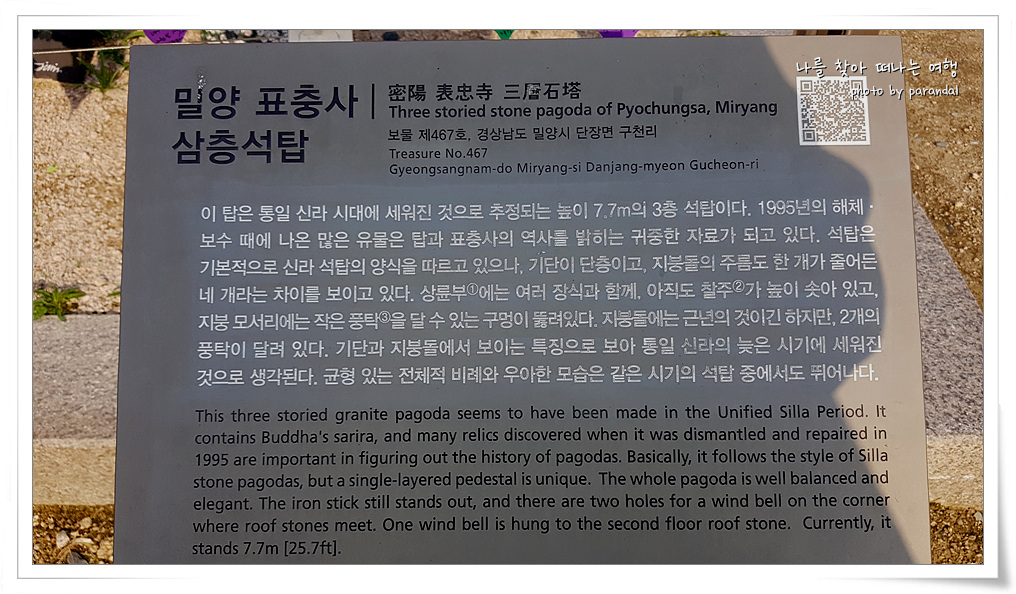 나를 찾아 떠나는 여행
photo by parandal
밀양 표충사
삼층석탑
密陽 表忠寺 三層石塔
Three storied stone pagoda of Pyochungsa, Miryang
보물 제467호, 경상남도 밀양시 단장면 구천리
Treasure No.467
Gyeongsangnam-do Miryang-si Danjang-myeon Gucheon-ri
이 탑은 통일 신라 시대에 세워진 것으로 추정되는 높이 7.7m의 3층 석탑이다. 1995년의 해체·
보수 때에 나온 많은 유물은 탑과 표충사의 역사를 밝히는 귀중한 자료가 되고 있다. 석탑은
기본적으로 신라 석탑의 양식을 따르고 있으나, 기단이 단층이고, 지붕돌의 주름도 한 개가 줄어든
네 개라는 차이를 보이고 있다. 상륜부①에는 여러 장식과 함께, 아직도 찰주②가 높이 솟아 있고,
지붕 모서리에는 작은 풍탁③을 달 수 있는 구멍이 뚫려있다. 지붕돌에는 근년의 것이긴 하지만, 2개의
풍탁이 달려 있다. 기단과 지붕돌에서 보이는 특징으로 보아 통일 신라의 늦은 시기에 세워진
것으로 생각된다. 균형 있는 전체적 비례와 우아한 모습은 같은 시기의 석탑 중에서도 뛰어나다.
This three storied granite pagoda seems to have been made in the Unified Silla Period. It
contains Buddha's sarira, and many relics discovered when it was dismantled and repaired in
1995 are important in figuring out the history of pagodas. Basically, it follows the style of Silla
stone pagodas, but a single-layered pedestal is unique. The whole pagoda is well balanced and
elegant. The iron stick still stands out, and there are two holes for a wind bell on the corner
where roof stones meet. One wind bell is hung to the second floor roof stone. Currently, it
stands 7.7m [25.7ft].